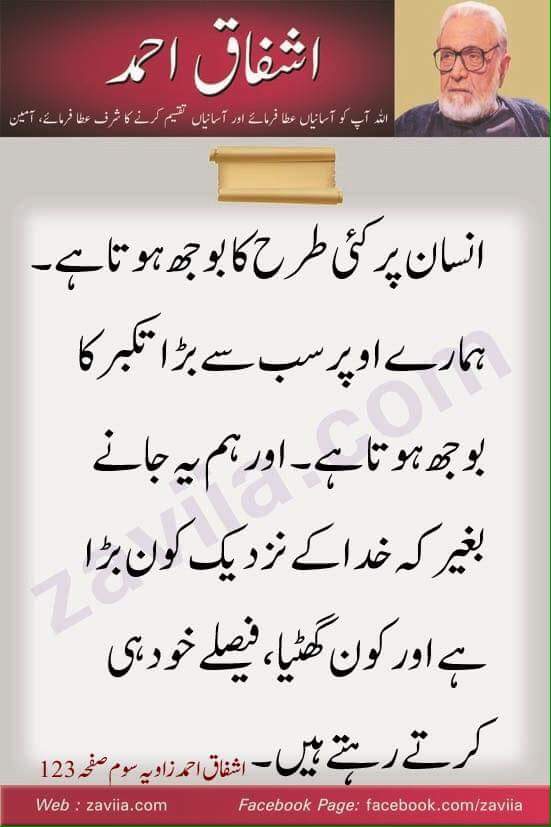 اشفاق احمد
اللہ آپ کو آسانیاں عطا فرمائے اور آسانیاں تقسیم کرنے کا شرف عطا فرمائے، آمین
انسان پر کئی طرح کا بوجھ ہوتا ہے۔
ہمارے اوپر سب سے بڑا تکبر کا
بوجھ ہوتا ہے۔ اور ہم یہ جانے
بغیر کہ خدا کے نزدیک کون بڑا
ہے اور کون گھٹیا، فیصلے خود ہی
کرتے رہتے ہیں۔
اشفاق احمد زاویہ سوم صفحہ 123
zaviia.com
Web : zaviia.com Facebook Page: facebook.com/zaviia